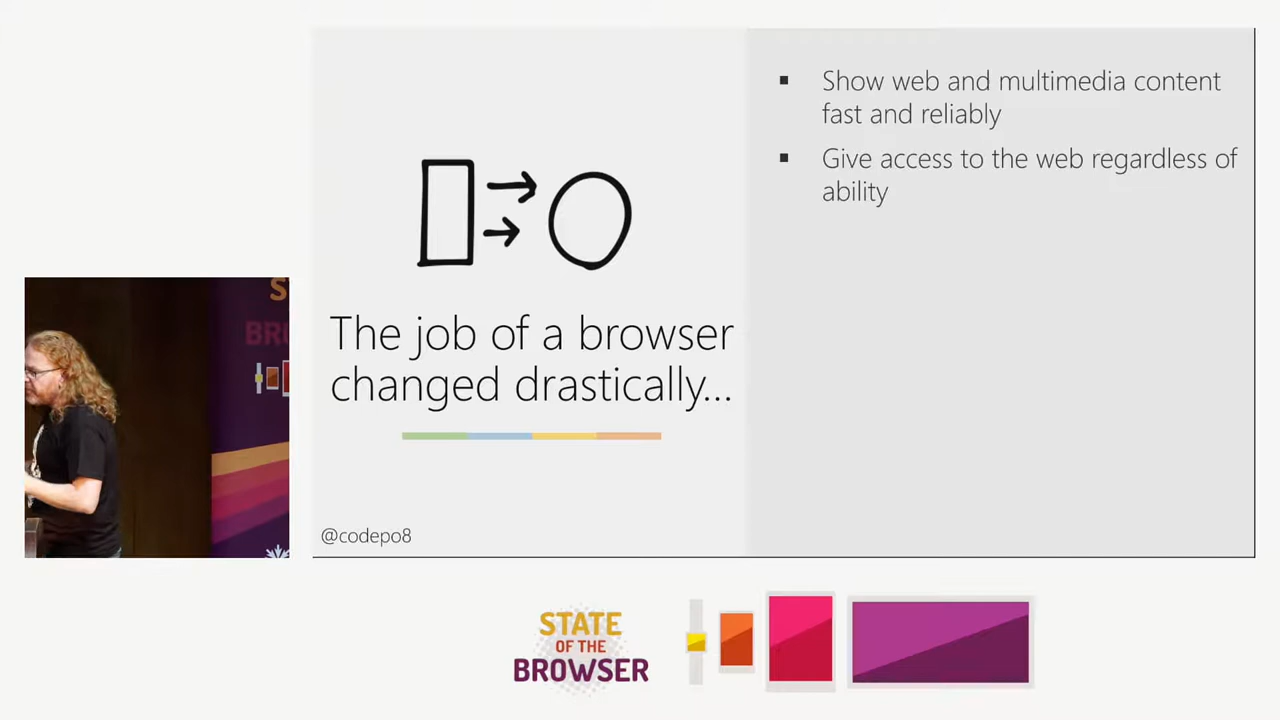 Show web and multimedia content
fast and reliably
Give access to the web regardless of
ability
The job of a browser
changed drastically...
@codepo8
S
BR
STATE
OF THE
BROWSER